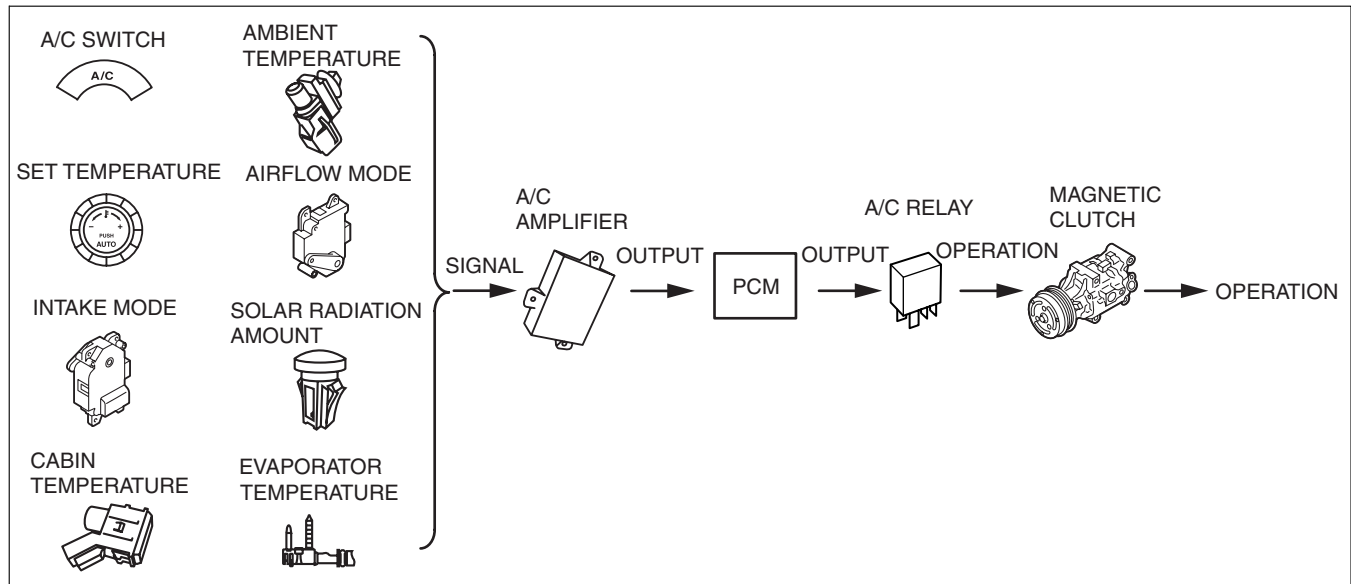 A/C SWITCH
A/C
AMBIENT
TEMPERATURE
SET TEMPERATURE
- +
PUSH
AUTO
AIRFLOW MODE
INTAKE MODE
SOLAR RADIATION
AMOUNT
CABIN
TEMPERATURE
EVAPORATOR
TEMPERATURE
SIGNAL
A/C
AMPLIFIER
OUTPUT
PCM
OUTPUT
A/C RELAY
OPERATION
MAGNETIC
CLUTCH
OPERATION